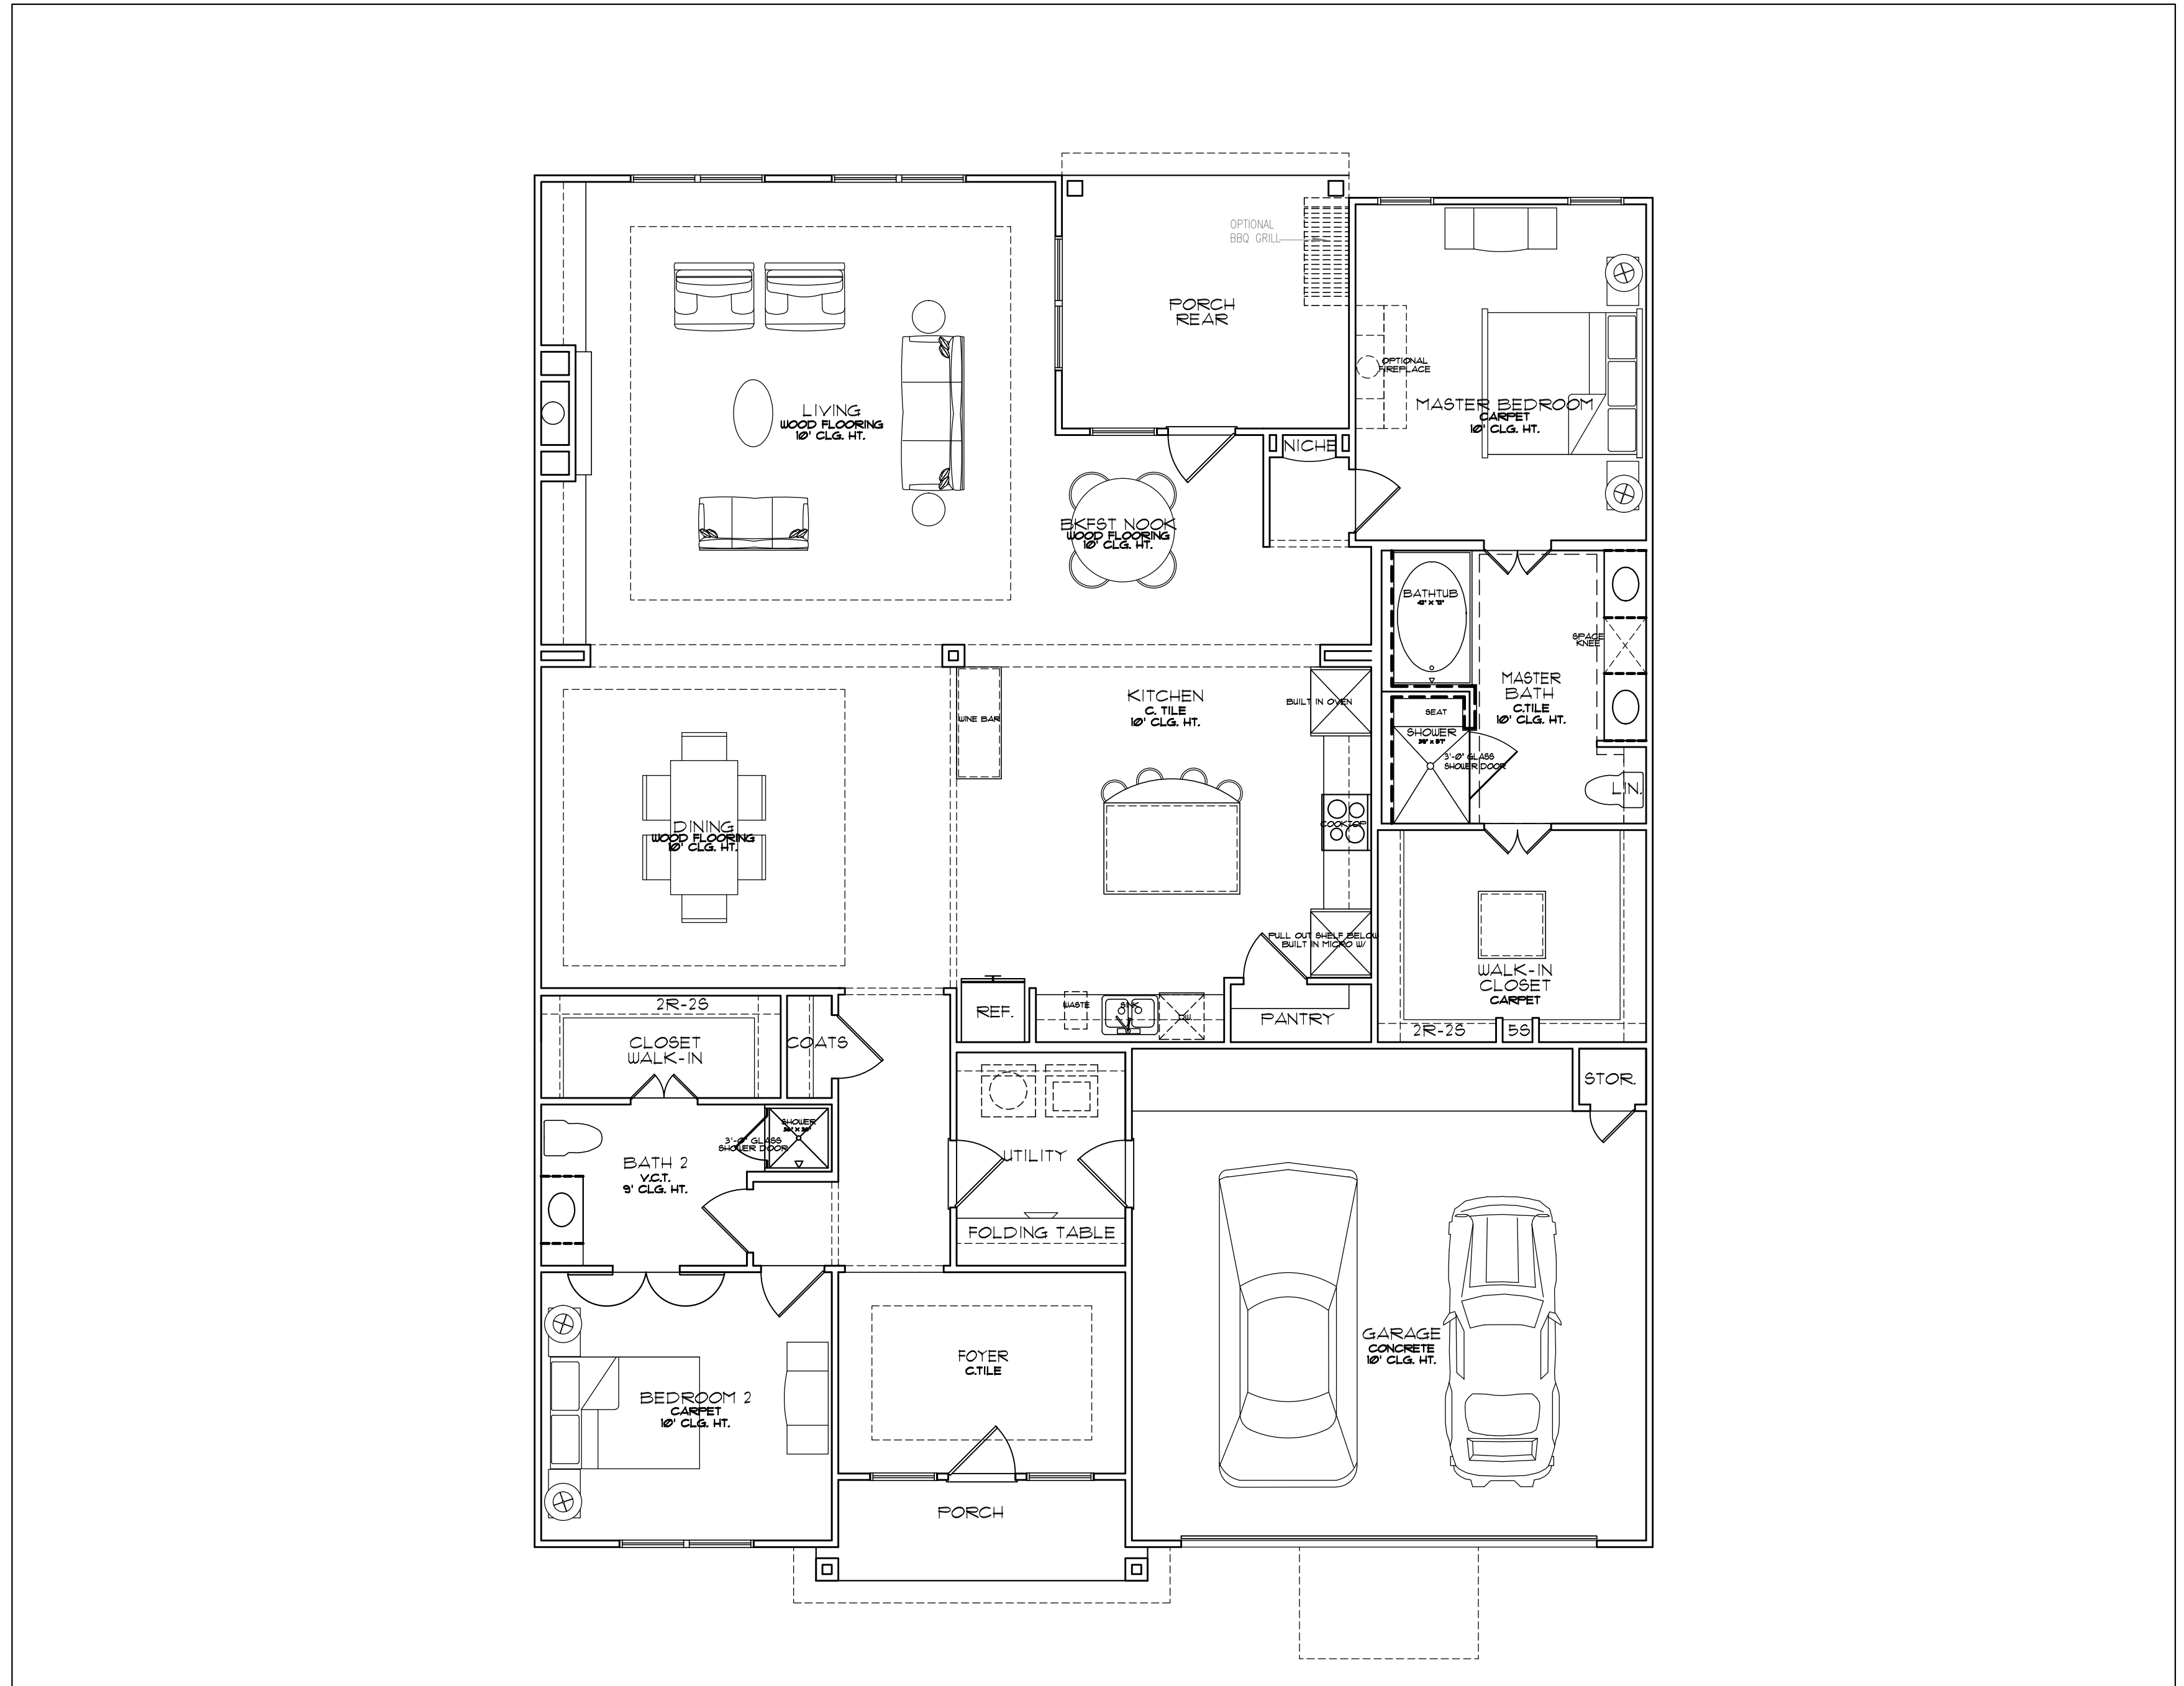 OPTIONAL
BBQ GRILL
PORCH
REAR
OPTIONAL
FIREPLACE
MASTER BEDROOM
CARPET
10' CLG. HT.
LIVING
WOOD FLOORING
10' CLG. HT.
NICHE
BKFST NOOK
WOOD FLOORING
10' CLG. HT.
BATHTUB
SPACE
KNEE
MASTER
BATH
C.TILE
10' CLG. HT.
KITCHEN
C. TILE
10' CLG. HT.
BUILT IN OVEN
WINE BAR
SEAT
SHOWER
3'-0" GLASS
SHOWER DOOR
LIN.
COOKTOP
DINING
WOOD FLOORING
10' CLG. HT.
PULL OUT SHELF BELOW
BUILT IN MICRO W/
WALK-IN
CLOSET
CARPET
2R-2S
5S
2R-2S
CLOSET
WALK-IN
COATS
REF.
WASTE
SINK
PANTRY
STOR.
SHOWER
3'-0" GLASS
SHOWER DOOR
BATH 2
V.C.T.
9' CLG. HT.
UTILITY
FOLDING TABLE
GARAGE
CONCRETE
10' CLG. HT.
FOYER
C.TILE
BEDROOM 2
CARPET
10' CLG. HT.
PORCH